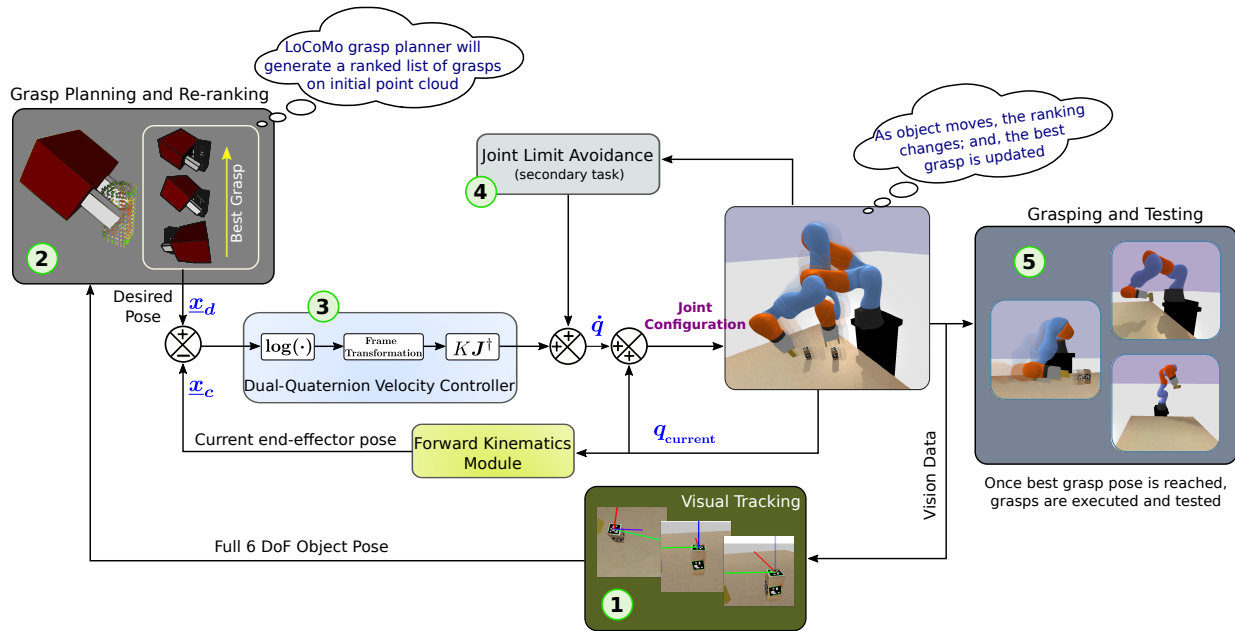 LoCoMo grasp planner will
generate a ranked list of grasps
on initial point cloud
Grasp Planning and Re-ranking
Best Grasp
2
As object moves, the ranking
changes; and, the best
grasp is updated
Joint Limit Avoidance
(secondary task)
4
Grasping and Testing
5
Desired
Pose
x_d
+
−
x_c
3
log(·)
Frame
Transformation
KJ†
Dual-Quaternion Velocity Controller
+
+
q̇
+
+
Joint
Configuration
Current end-effector pose
Forward Kinematics
Module
q_current
Vision Data
Once best grasp pose is reached,
grasps are executed and tested
Visual Tracking
Full 6 DoF Object Pose
1